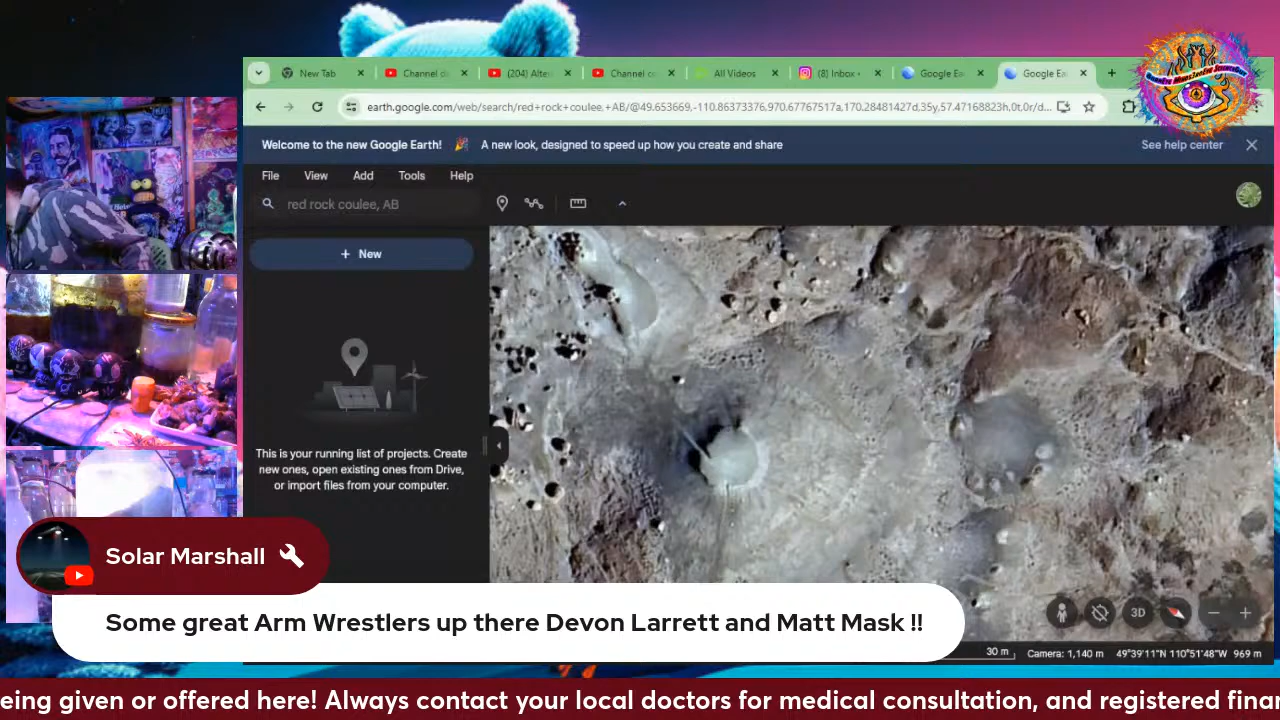 New Tab
Channel
(204) Alte
Channel
All Videos
(8) Inbox
Google Ea
Google Ea
earth.google.com/web/search/red+rock+coulee,+AB/@49.653669,-110.86373376,970.67767517a,170.28481427d,35y,57.47168823h,0t,0r/d...
Welcome to the new Google Earth! 🎉 A new look, designed to speed up how you create and share
See help center
File View Add Tools Help
red rock coulee, AB
+ New
This is your running list of projects. Create
new ones, open existing ones from Drive,
or import files from your computer.
Solar Marshall
Some great Arm Wrestlers up there Devon Larrett and Matt Mask !!
3D
30 m
Camera: 1,140 m 49°39'11"N 110°51'48"W 969 m
eing given or offered here! Always contact your local doctors for medical consultation, and registered finan